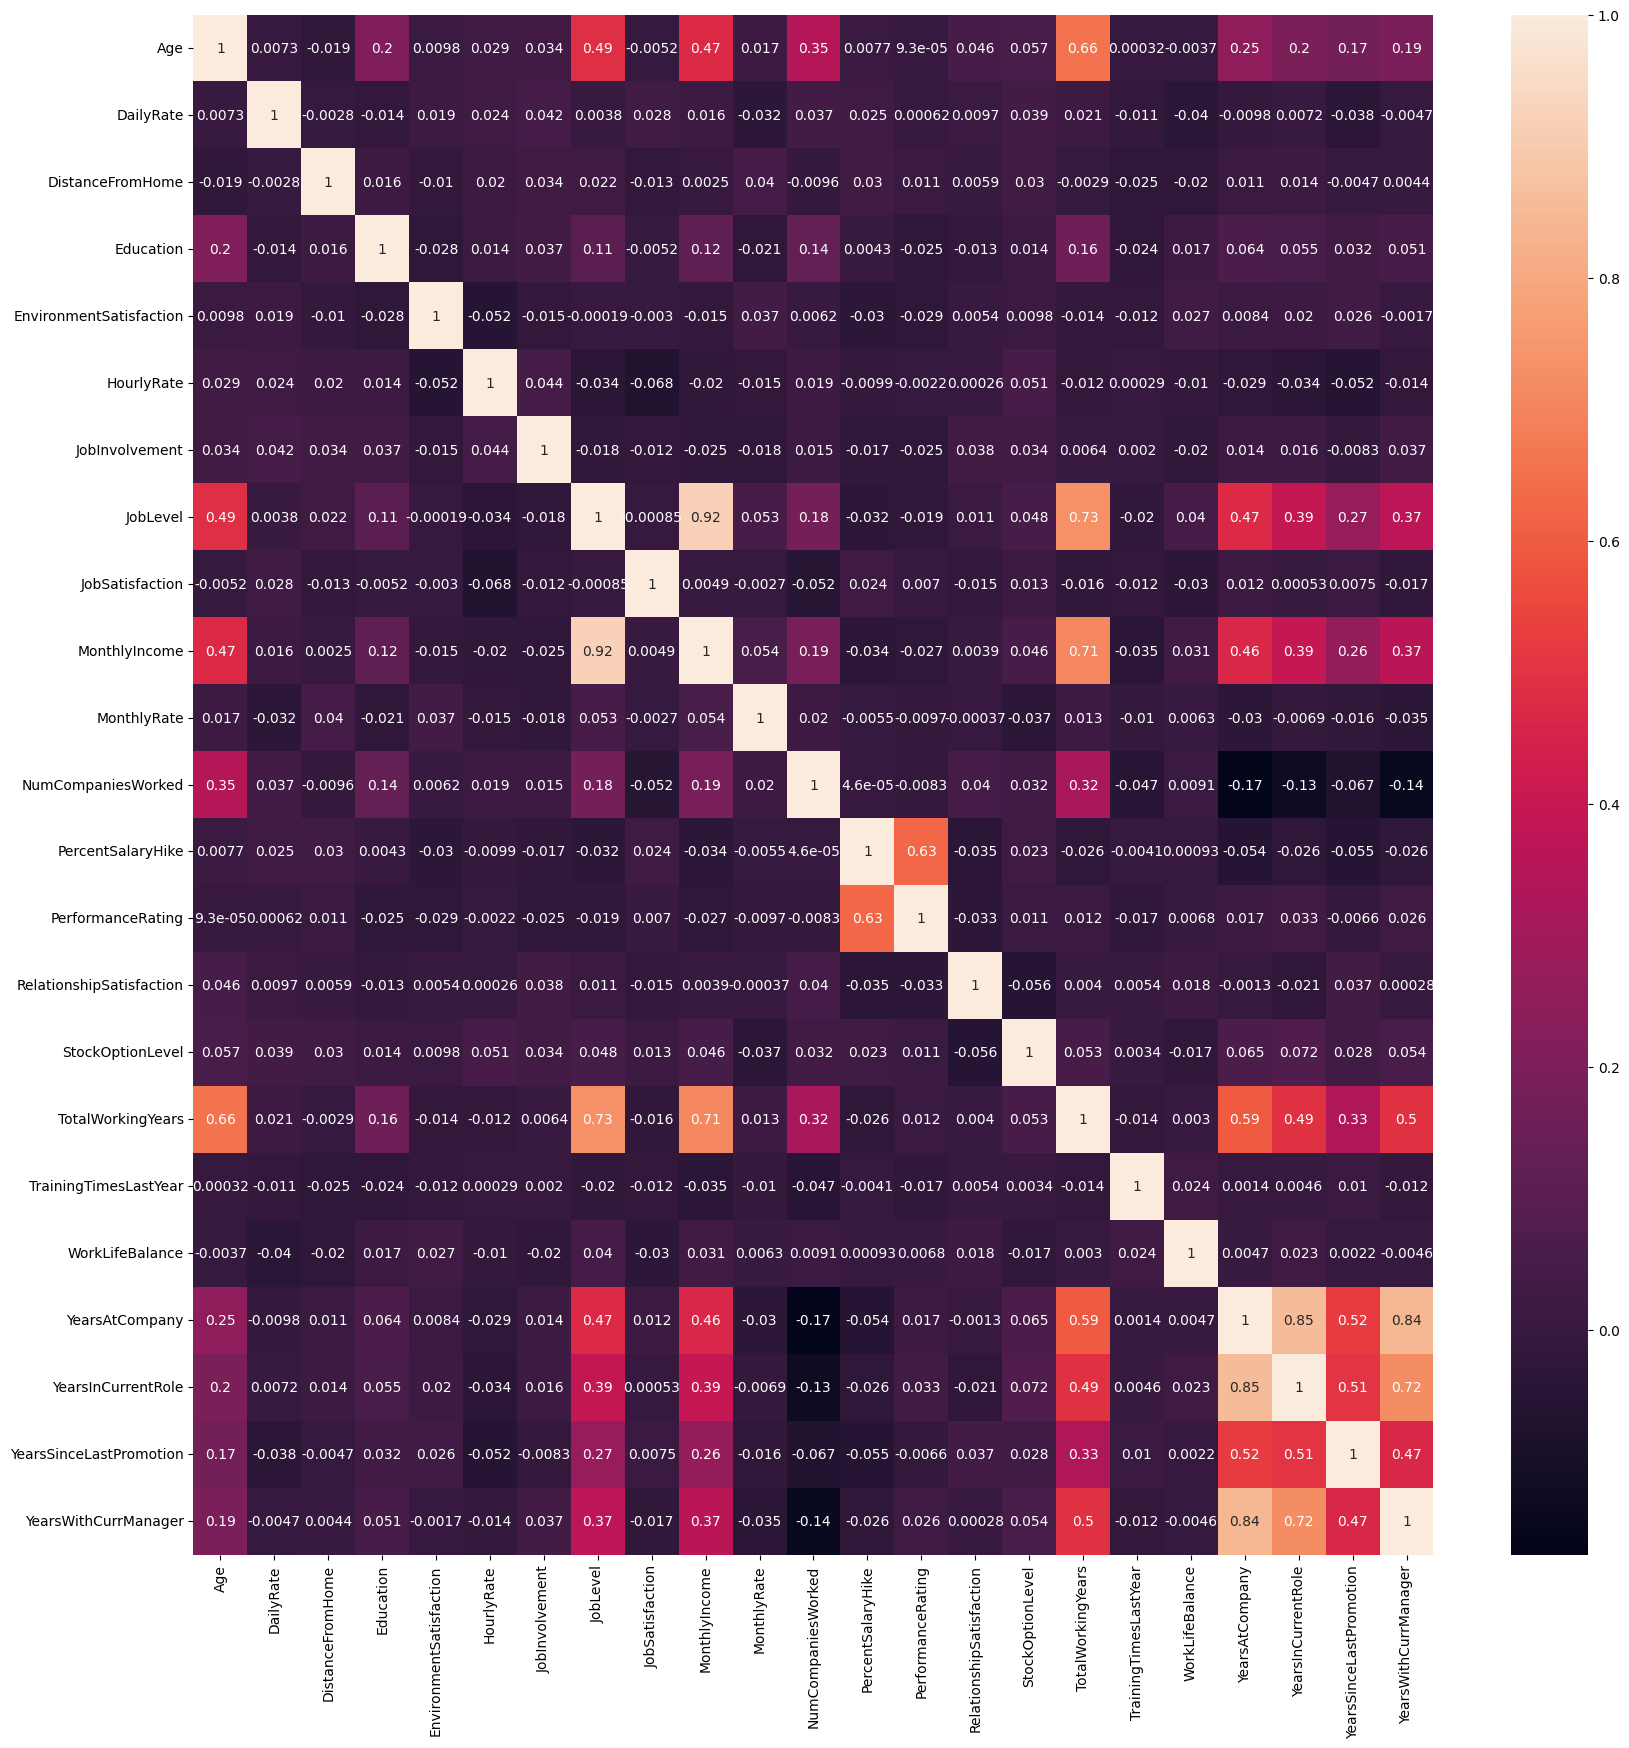 Age 1 0.0073 -0.019 0.2 0.0098 0.029 0.034 0.49 -0.0052 0.47 0.017 0.35 0.0077 9.3e-05 0.046 0.057 0.66 0.00032 -0.0037 0.25 0.2 0.17 0.19
DailyRate 0.0073 1 -0.0028 -0.014 0.019 0.024 0.042 0.0038 0.028 0.016 -0.032 0.037 0.025 0.00062 0.0097 0.039 0.021 -0.011 -0.04 -0.0098 0.0072 -0.038 -0.0047
DistanceFromHome -0.019 -0.0028 1 0.016 -0.01 0.02 0.034 0.022 -0.013 0.0025 0.04 -0.0096 0.03 0.011 0.0059 0.03 -0.0029 -0.025 -0.02 0.011 0.014 -0.0047 0.0044
Education 0.2 -0.014 0.016 1 -0.028 0.014 0.037 0.11 -0.0052 0.12 -0.021 0.14 0.0043 -0.025 -0.013 0.014 0.16 -0.024 0.017 0.064 0.055 0.032 0.051
EnvironmentSatisfaction 0.0098 0.019 -0.01 -0.028 1 -0.052 -0.015 -0.00019 -0.003 -0.015 0.037 0.0062 -0.03 -0.029 0.0054 0.0098 -0.014 -0.012 0.027 0.0084 0.02 0.026 -0.0017
HourlyRate 0.029 0.024 0.02 0.014 -0.052 1 0.044 -0.034 -0.068 -0.02 -0.015 0.019 -0.0099 -0.0022 0.00026 0.051 -0.012 0.00029 -0.01 -0.029 -0.034 -0.052 -0.014
JobInvolvement 0.034 0.042 0.034 0.037 -0.015 0.044 1 -0.018 -0.012 -0.025 -0.018 0.015 -0.017 -0.025 0.038 0.034 0.0064 0.002 -0.02 0.014 0.016 -0.0083 0.037
JobLevel 0.49 0.0038 0.022 0.11 -0.00019 -0.034 -0.018 1 0.00085 0.92 0.053 0.18 -0.032 -0.019 0.011 0.048 0.73 -0.02 0.04 0.47 0.39 0.27 0.37
JobSatisfaction -0.0052 0.028 -0.013 -0.0052 -0.003 -0.068 -0.012 -0.00085 1 0.0049 -0.0027 -0.052 0.024 0.007 -0.015 0.013 -0.016 -0.012 -0.03 0.012 0.00053 0.0075 -0.017
MonthlyIncome 0.47 0.016 0.0025 0.12 -0.015 -0.02 -0.025 0.92 0.0049 1 0.054 0.19 -0.034 -0.027 0.0039 0.046 0.71 -0.035 0.031 0.46 0.39 0.26 0.37
MonthlyRate 0.017 -0.032 0.04 -0.021 0.037 -0.015 -0.018 0.053 -0.0027 0.054 1 0.02 -0.0055 -0.0097 -0.00037 -0.037 0.013 -0.01 0.0063 -0.03 -0.0069 -0.016 -0.035
NumCompaniesWorked 0.35 0.037 -0.0096 0.14 0.0062 0.019 0.015 0.18 -0.052 0.19 0.02 1 4.6e-05 -0.0083 0.04 0.032 0.32 -0.047 0.0091 -0.17 -0.13 -0.067 -0.14
PercentSalaryHike 0.0077 0.025 0.03 0.0043 -0.03 -0.0099 -0.017 -0.032 0.024 -0.034 -0.0055 4.6e-05 1 0.63 -0.035 0.023 -0.026 -0.0041 0.00093 -0.054 -0.026 -0.055 -0.026
PerformanceRating 9.3e-05 0.00062 0.011 -0.025 -0.029 -0.0022 -0.025 -0.019 0.007 -0.027 -0.0097 -0.0083 0.63 1 -0.033 0.011 0.012 -0.017 0.0068 0.017 0.033 -0.0066 0.026
RelationshipSatisfaction 0.046 0.0097 0.0059 -0.013 0.0054 0.00026 0.038 0.011 -0.015 0.0039 -0.00037 0.04 -0.035 -0.033 1 -0.056 0.004 0.0054 0.018 -0.0013 -0.021 0.037 0.00028
StockOptionLevel 0.057 0.039 0.03 0.014 0.0098 0.051 0.034 0.048 0.013 0.046 -0.037 0.032 0.023 0.011 -0.056 1 0.053 0.0034 -0.017 0.065 0.072 0.028 0.054
TotalWorkingYears 0.66 0.021 -0.0029 0.16 -0.014 -0.012 0.0064 0.73 -0.016 0.71 0.013 0.32 -0.026 0.012 0.004 0.053 1 -0.014 0.003 0.59 0.49 0.33 0.5
TrainingTimesLastYear 0.00032 -0.011 -0.025 -0.024 -0.012 0.00029 0.002 -0.02 -0.012 -0.035 -0.01 -0.047 -0.0041 -0.017 0.0054 0.0034 -0.014 1 0.024 0.0014 0.0046 0.01 -0.012
WorkLifeBalance -0.0037 -0.04 -0.02 0.017 0.027 -0.01 -0.02 0.04 -0.03 0.031 0.0063 0.0091 0.00093 0.0068 0.018 -0.017 0.003 0.024 1 0.0047 0.023 0.0022 -0.0046
YearsAtCompany 0.25 -0.0098 0.011 0.064 0.0084 -0.029 0.014 0.47 0.012 0.46 -0.03 -0.17 -0.054 0.017 -0.0013 0.065 0.59 0.0014 0.0047 1 0.85 0.52 0.84
YearsInCurrentRole 0.2 0.0072 0.014 0.055 0.02 -0.034 0.016 0.39 0.00053 0.39 -0.0069 -0.13 -0.026 0.033 -0.021 0.072 0.49 0.0046 0.023 0.85 1 0.51 0.72
YearsSinceLastPromotion 0.17 -0.038 -0.0047 0.032 0.026 -0.052 -0.0083 0.27 0.0075 0.26 -0.016 -0.067 -0.055 -0.0066 0.037 0.028 0.33 0.01 0.0022 0.52 0.51 1 0.47
YearsWithCurrManager 0.19 -0.0047 0.0044 0.051 -0.0017 -0.014 0.037 0.37 -0.017 0.37 -0.035 -0.14 -0.026 0.026 0.00028 0.054 0.5 -0.012 -0.0046 0.84 0.72 0.47 1
Age
DailyRate
DistanceFromHome
Education
EnvironmentSatisfaction
HourlyRate
JobInvolvement
JobLevel
JobSatisfaction
MonthlyIncome
MonthlyRate
NumCompaniesWorked
PercentSalaryHike
PerformanceRating
RelationshipSatisfaction
StockOptionLevel
TotalWorkingYears
TrainingTimesLastYear
WorkLifeBalance
YearsAtCompany
YearsInCurrentRole
YearsSinceLastPromotion
YearsWithCurrManager
1.0
0.8
0.6
0.4
0.2
0.0